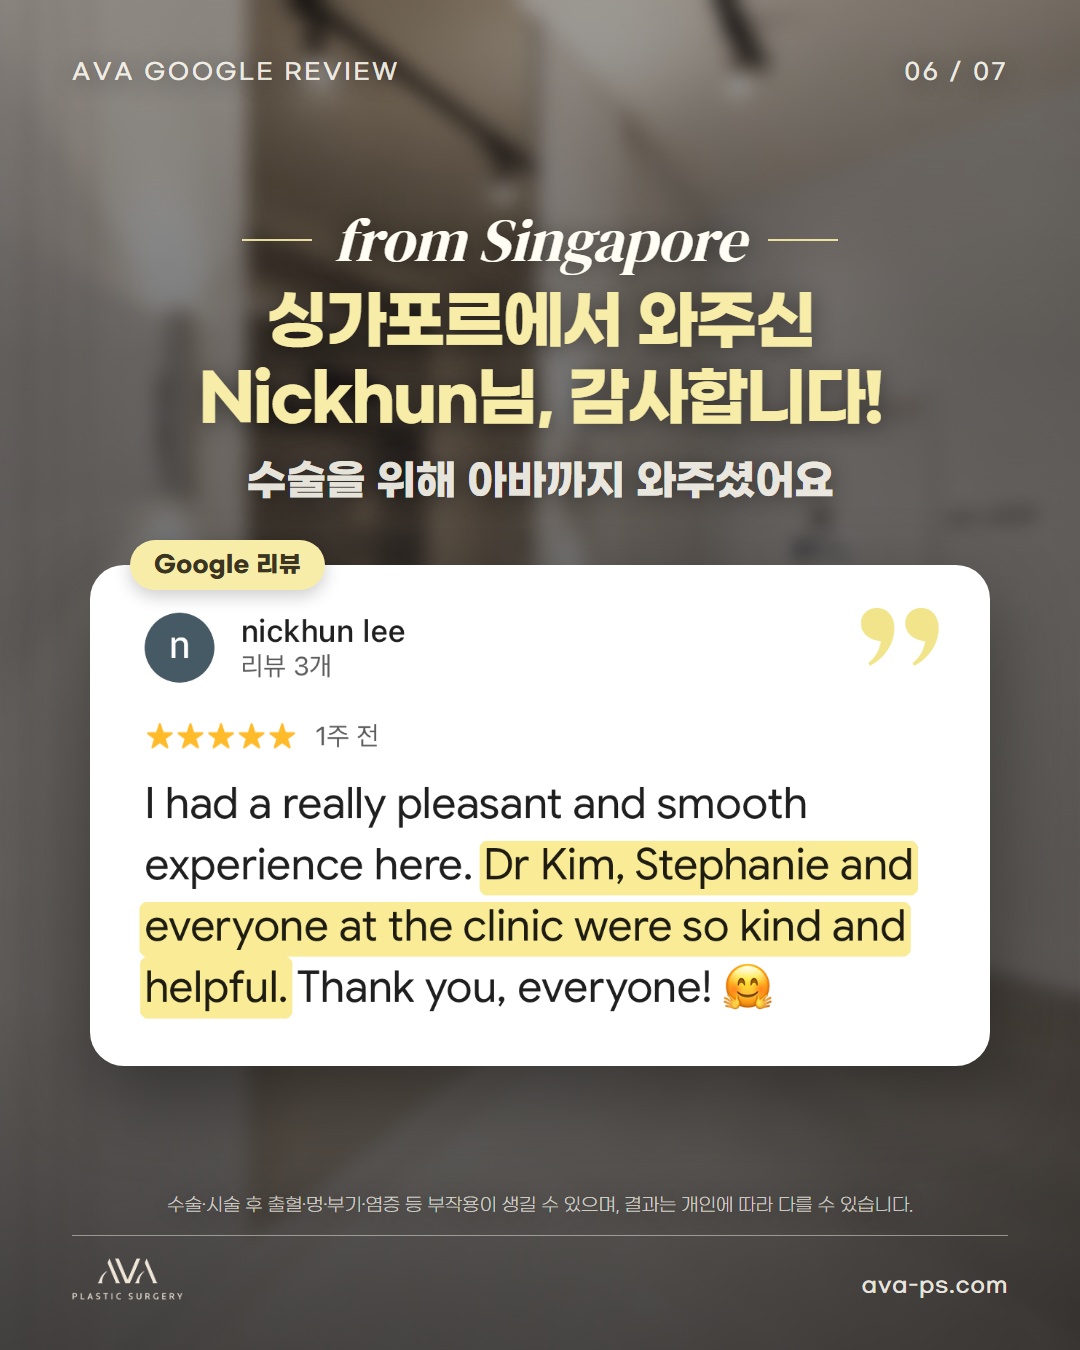 AVA GOOGLE REVIEW
06 / 07
from Singapore
싱가포르에서 와주신
Nickhun님, 감사합니다!
수술을 위해 아바까지 와주셨어요
Google 리뷰
n
nickhun lee
리뷰 3개
1주 전
I had a really pleasant and smooth
experience here. Dr Kim, Stephanie and
everyone at the clinic were so kind and
helpful. Thank you, everyone! 🤗
수술·시술 후 출혈·멍·부기·염증 등 부작용이 생길 수 있으며, 결과는 개인에 따라 다를 수 있습니다.
AVA
PLASTIC SURGERY
ava-ps.com